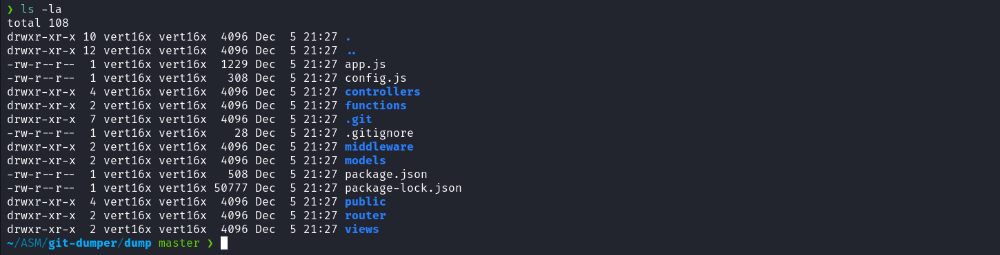 ❯ ls -la
total 108
drwxr-xr-x 10 vert16x vert16x  4096 Dec  5 21:27 .
drwxr-xr-x 12 vert16x vert16x  4096 Dec  5 21:27 ..
-rw-r--r--  1 vert16x vert16x  1229 Dec  5 21:27 app.js
-rw-r--r--  1 vert16x vert16x   308 Dec  5 21:27 config.js
drwxr-xr-x  4 vert16x vert16x  4096 Dec  5 21:27 controllers
drwxr-xr-x  2 vert16x vert16x  4096 Dec  5 21:27 functions
drwxr-xr-x  7 vert16x vert16x  4096 Dec  5 21:27 .git
-rw-r--r--  1 vert16x vert16x    28 Dec  5 21:27 .gitignore
drwxr-xr-x  2 vert16x vert16x  4096 Dec  5 21:27 middleware
drwxr-xr-x  2 vert16x vert16x  4096 Dec  5 21:27 models
-rw-r--r--  1 vert16x vert16x   508 Dec  5 21:27 package.json
-rw-r--r--  1 vert16x vert16x 50777 Dec  5 21:27 package-lock.json
drwxr-xr-x  4 vert16x vert16x  4096 Dec  5 21:27 public
drwxr-xr-x  2 vert16x vert16x  4096 Dec  5 21:27 router
drwxr-xr-x  2 vert16x vert16x  4096 Dec  5 21:27 views
~/ASM/git-dumper/dump master ❯